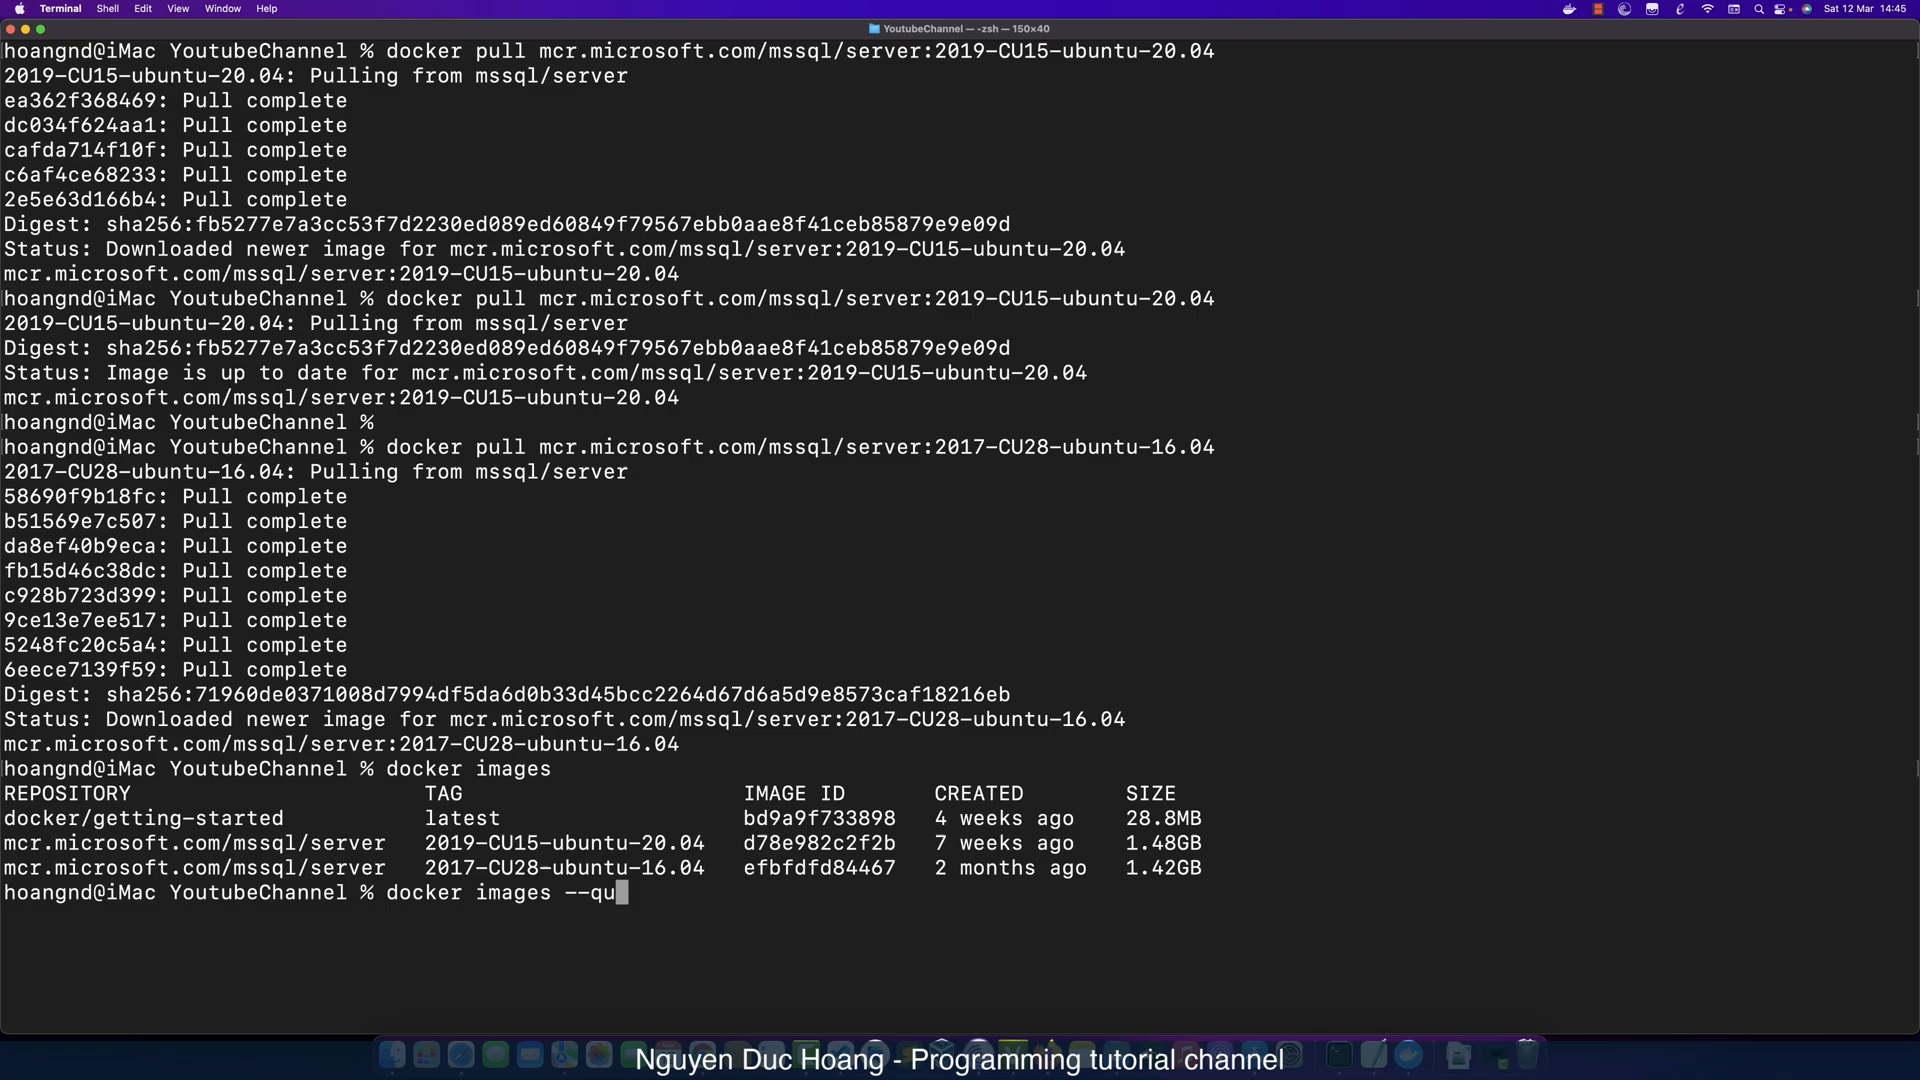 Terminal Shell Edit View Window Help Sat 12 Mar 14:45
YoutubeChannel — -zsh — 150×40
hoangnd@iMac YoutubeChannel % docker pull mcr.microsoft.com/mssql/server:2019-CU15-ubuntu-20.04
2019-CU15-ubuntu-20.04: Pulling from mssql/server
ea362f368469: Pull complete
dc034f624aa1: Pull complete
cafda714f10f: Pull complete
c6af4ce68233: Pull complete
2e5e63d166b4: Pull complete
Digest: sha256:fb5277e7a3cc53f7d2230ed089ed60849f79567ebb0aae8f41ceb85879e9e09d
Status: Downloaded newer image for mcr.microsoft.com/mssql/server:2019-CU15-ubuntu-20.04
mcr.microsoft.com/mssql/server:2019-CU15-ubuntu-20.04
hoangnd@iMac YoutubeChannel % docker pull mcr.microsoft.com/mssql/server:2019-CU15-ubuntu-20.04
2019-CU15-ubuntu-20.04: Pulling from mssql/server
Digest: sha256:fb5277e7a3cc53f7d2230ed089ed60849f79567ebb0aae8f41ceb85879e9e09d
Status: Image is up to date for mcr.microsoft.com/mssql/server:2019-CU15-ubuntu-20.04
mcr.microsoft.com/mssql/server:2019-CU15-ubuntu-20.04
hoangnd@iMac YoutubeChannel %
hoangnd@iMac YoutubeChannel % docker pull mcr.microsoft.com/mssql/server:2017-CU28-ubuntu-16.04
2017-CU28-ubuntu-16.04: Pulling from mssql/server
58690f9b18fc: Pull complete
b51569e7c507: Pull complete
da8ef40b9eca: Pull complete
fb15d46c38dc: Pull complete
c928b723d399: Pull complete
9ce13e7ee517: Pull complete
5248fc20c5a4: Pull complete
6eece7139f59: Pull complete
Digest: sha256:71960de0371008d7994df5da6d0b33d45bcc2264d67d6a5d9e8573caf18216eb
Status: Downloaded newer image for mcr.microsoft.com/mssql/server:2017-CU28-ubuntu-16.04
mcr.microsoft.com/mssql/server:2017-CU28-ubuntu-16.04
hoangnd@iMac YoutubeChannel % docker images
REPOSITORY TAG IMAGE ID CREATED SIZE
docker/getting-started latest bd9a9f733898 4 weeks ago 28.8MB
mcr.microsoft.com/mssql/server 2019-CU15-ubuntu-20.04 d78e982c2f2b 7 weeks ago 1.48GB
mcr.microsoft.com/mssql/server 2017-CU28-ubuntu-16.04 efbfdfd84467 2 months ago 1.42GB
hoangnd@iMac YoutubeChannel % docker images --qu
Nguyen Duc Hoang - Programming tutorial channel